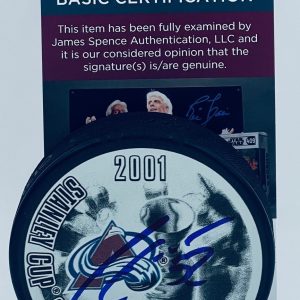 BASIC CERTIFICATION
This item has been fully examined by
James Spence Authentication, LLC and
it is our considered opinion that the
signature(s) is/are genuine.
2001
STANLEY CUP